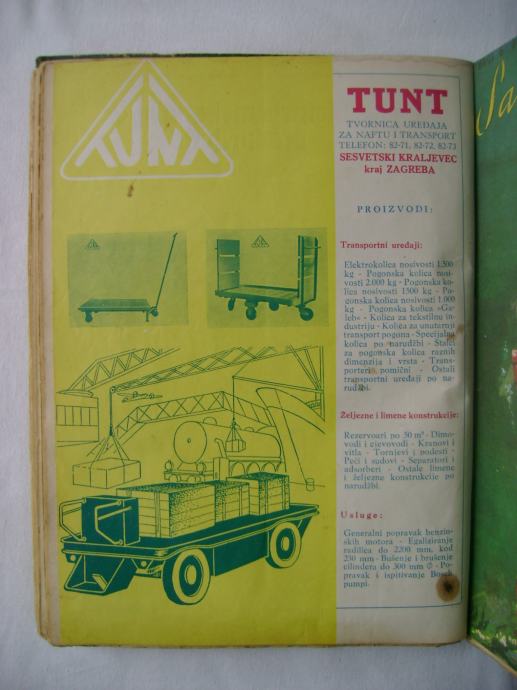 TUNT
TUNT
TVORNICA UREĐAJA
ZA NAFTU I TRANSPORT
TELEFON: 82-71, 82-72, 82-73
SESVETSKI KRALJEVEC
kraj ZAGREBA
PROIZVODI:
Transportni uređaji:
Elektrokolica nosivosti 1.500
kg - Pogonska kolica nosi-
vosti 2.000 kg - Pogonska ko-
lica nosivosti 1500 kg - Po-
gonska kolica nosivosti 1.000
kg - Pogonska kolica »Ga-
leb« - Kolica za tekstilnu in-
dustriju - Kolica za unutarnji
transport pogona - Specijalna
kolica po narudžbi - Stalci
za pogonska kolica raznih
dimenzija i vrsta - Trans-
porteri pomični - Ostali
transportni uređaji po na-
rudžbi.
Željezne i limene konstrukcije:
Rezervoari po 50 m³ - Dimo-
vodi i cjevovodi - Kranovi i
vitla - Tornjevi i podesti -
Peći i sudovi - Separatori i
adsorberi - Ostale limene
i željezne konstrukcije po
narudžbi.
Usluge:
Generalni popravak benzin-
skih motora - Egaliziranje
radilica do 2200 mm, kod
230 mm - Bušenje i brušenje
cilindera do 300 mm ∅ - Po-
pravak i ispitivanje Bosch
pumpi.
Sa